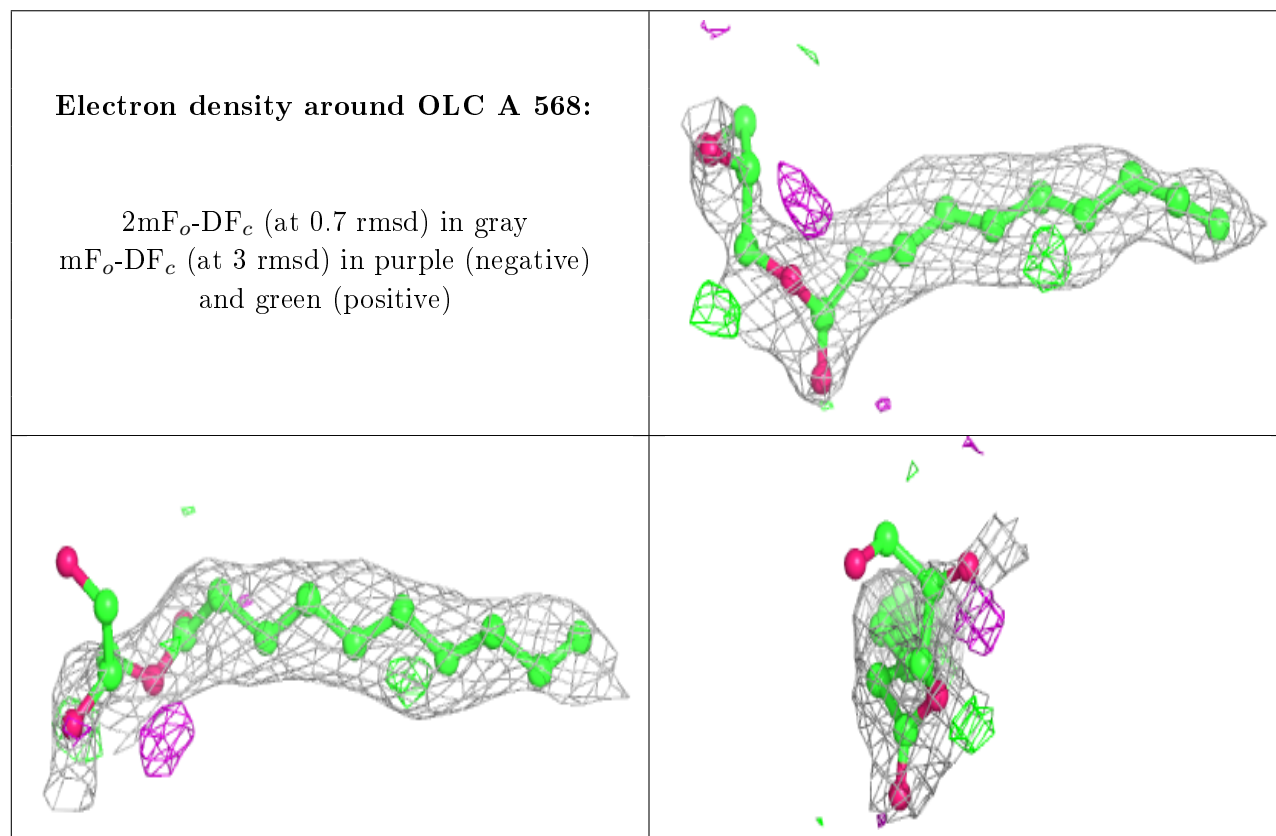 Electron density around OLC A 568:
2mFₒ-DF𝑐 (at 0.7 rmsd) in gray
mFₒ-DF𝑐 (at 3 rmsd) in purple (negative)
and green (positive)